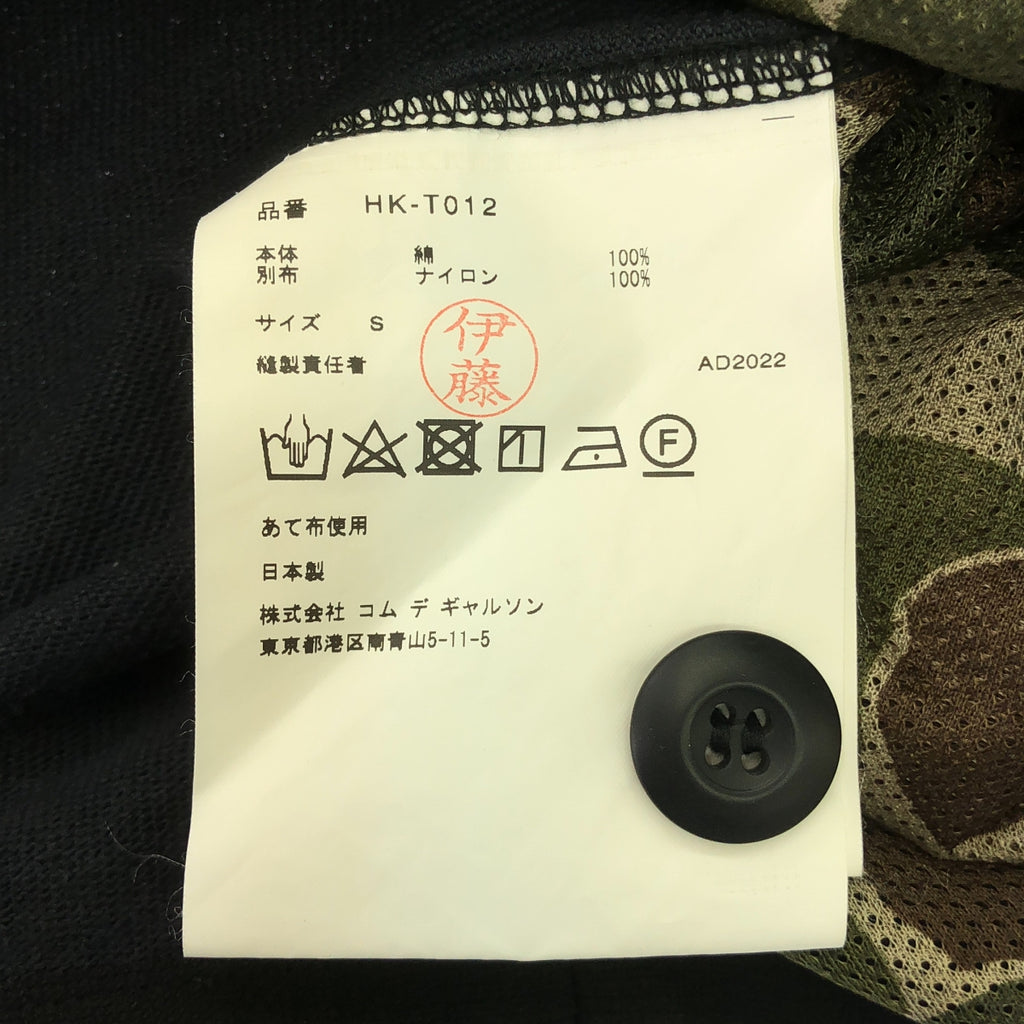 品番 HK-T012
本体 綿 100%
別布 ナイロン 100%
サイズ S
伊藤
縫製責任者 AD2022
F
あて布使用
日本製
株式会社 コム デ ギャルソン
東京都港区南青山5-11-5